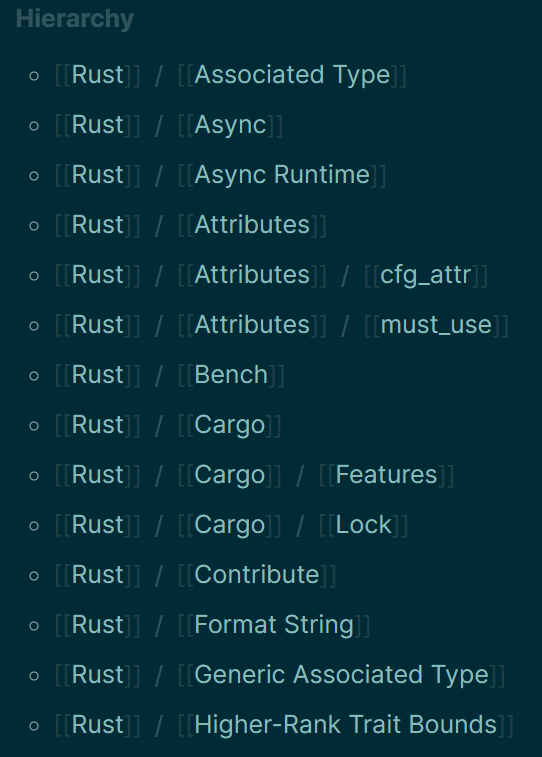 Hierarchy
[[Rust]] / [[Associated Type]]
[[Rust]] / [[Async]]
[[Rust]] / [[Async Runtime]]
[[Rust]] / [[Attributes]]
[[Rust]] / [[Attributes]] / [[cfg_attr]]
[[Rust]] / [[Attributes]] / [[must_use]]
[[Rust]] / [[Bench]]
[[Rust]] / [[Cargo]]
[[Rust]] / [[Cargo]] / [[Features]]
[[Rust]] / [[Cargo]] / [[Lock]]
[[Rust]] / [[Contribute]]
[[Rust]] / [[Format String]]
[[Rust]] / [[Generic Associated Type]]
[[Rust]] / [[Higher-Rank Trait Bounds]]